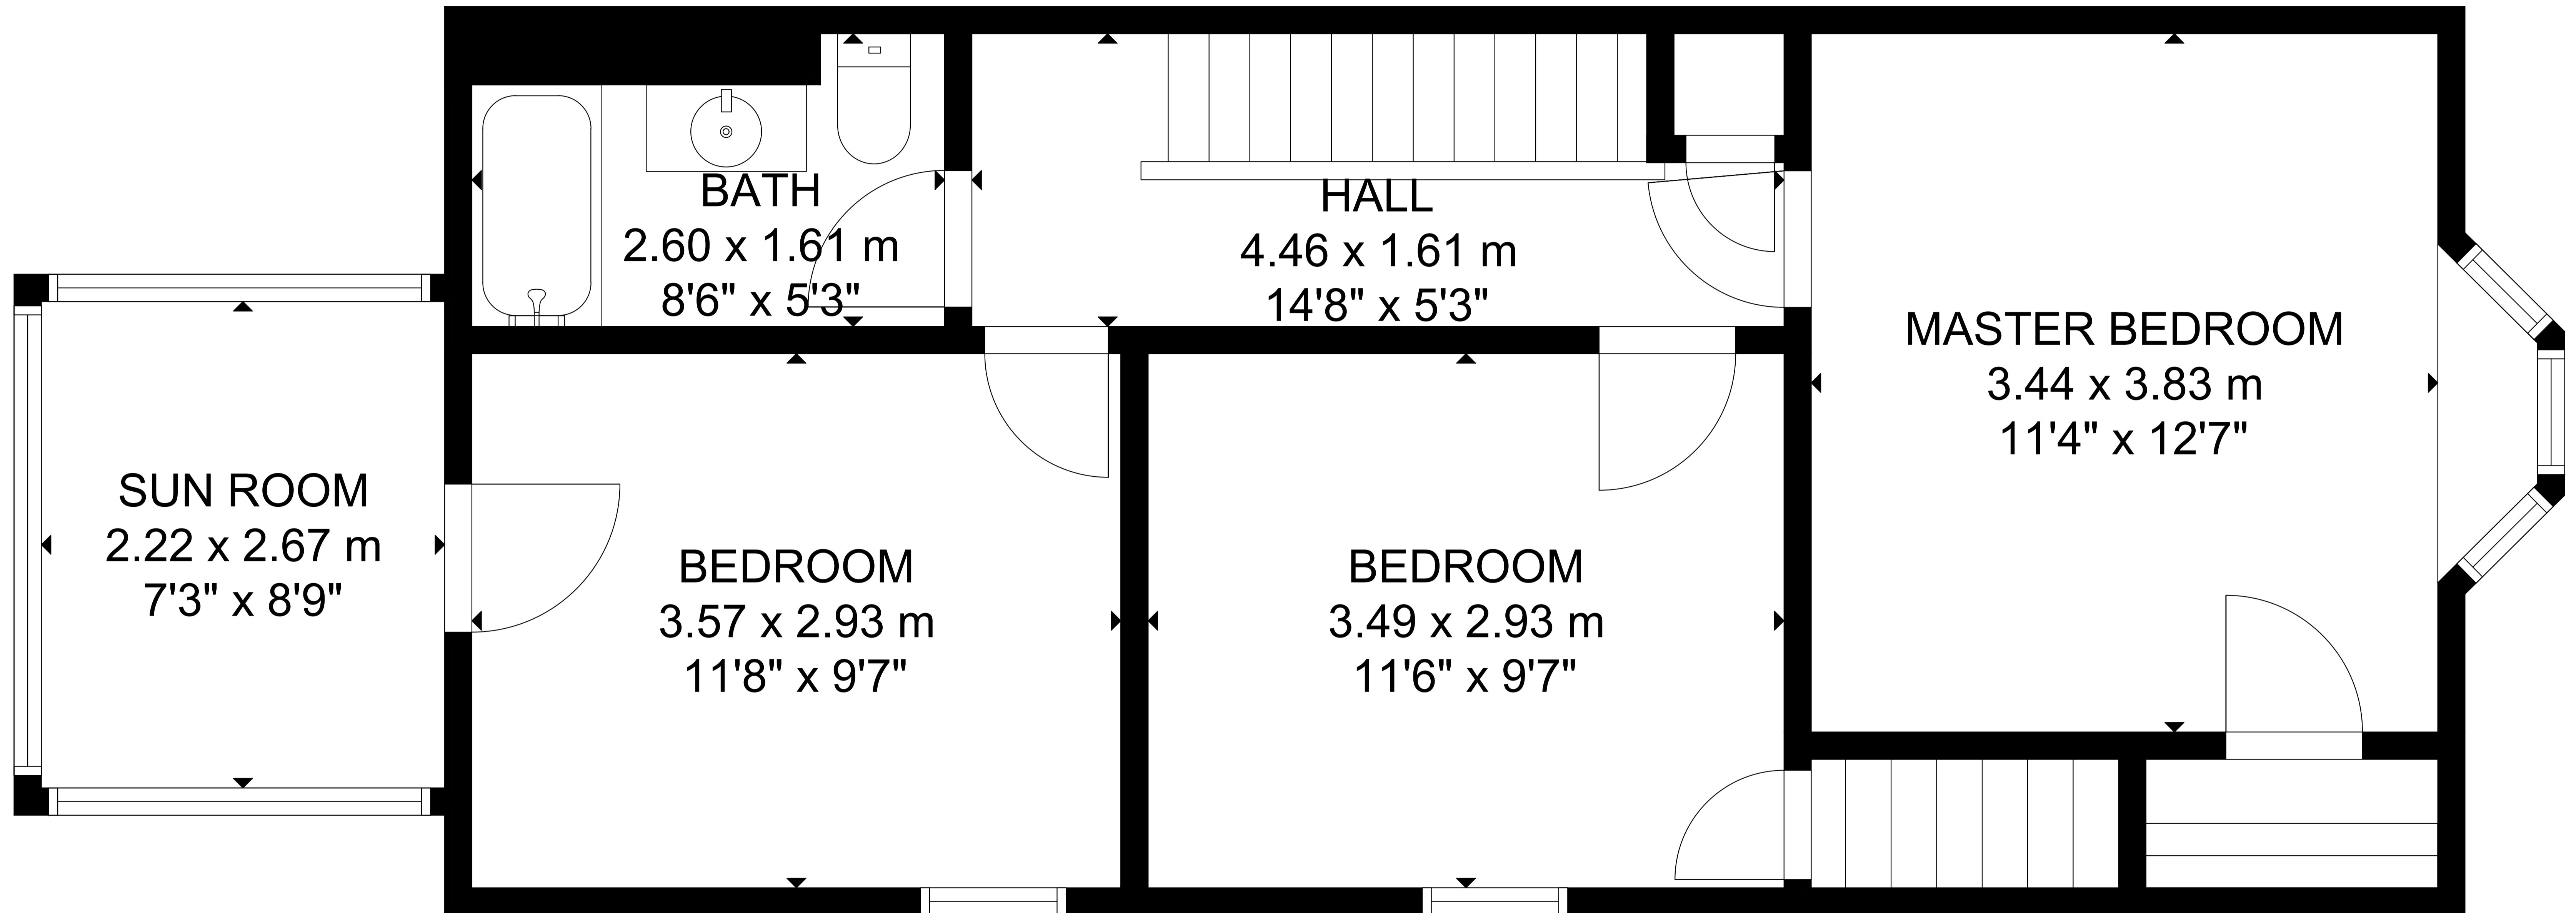 BATH
2.60 x 1.61 m
8'6" x 5'3"
HALL
4.46 x 1.61 m
14'8" x 5'3"
MASTER BEDROOM
3.44 x 3.83 m
11'4" x 12'7"
SUN ROOM
2.22 x 2.67 m
7'3" x 8'9"
BEDROOM
3.57 x 2.93 m
11'8" x 9'7"
BEDROOM
3.49 x 2.93 m
11'6" x 9'7"